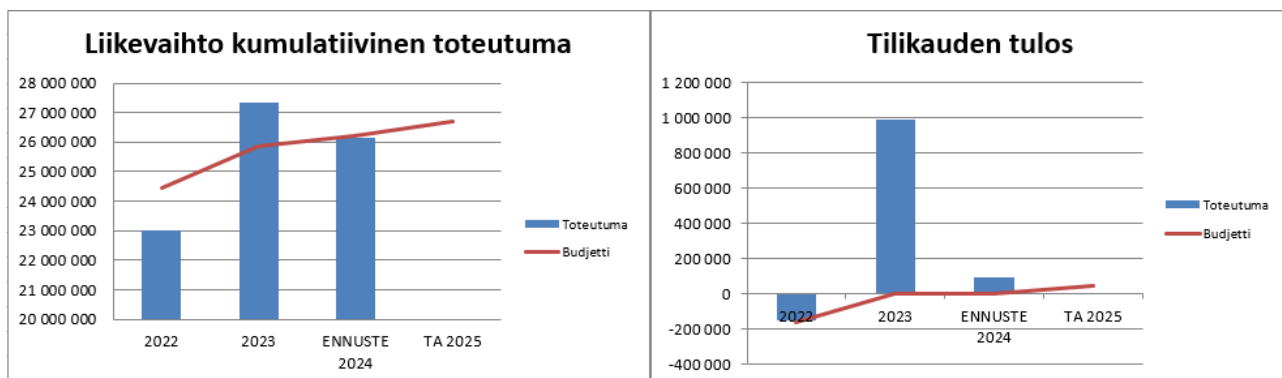 Liikevaihto kumulatiivinen toteutuma
28 000 000
27 000 000
26 000 000
25 000 000
24 000 000
23 000 000
22 000 000
21 000 000
20 000 000
2022
2023
ENNUSTE
2024
TA 2025
Toteutuma
Budjetti
Tilikauden tulos
1 200 000
1 000 000
800 000
600 000
400 000
200 000
0
-200 000
-400 000
2022
2023
ENNUSTE
2024
TA 2025
Toteutuma
Budjetti